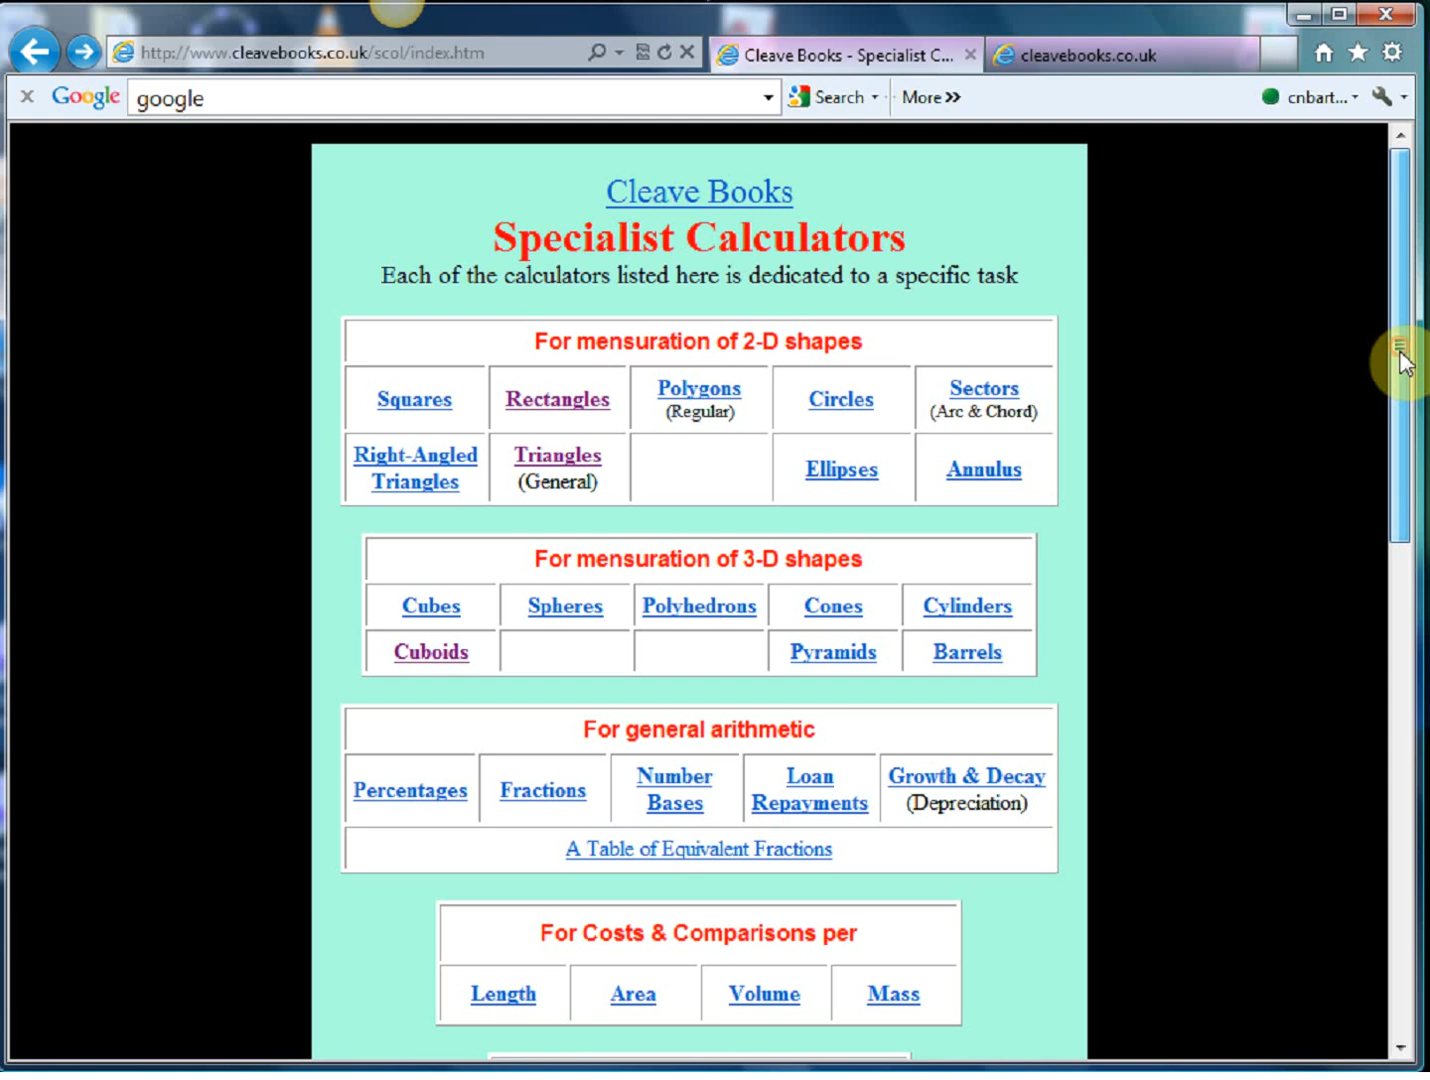 http://www.cleavebooks.co.uk/scol/index.htm
Cleave Books - Specialist C...
cleavebooks.co.uk
Google
google
Search
More »
cnbart...
Cleave Books
Specialist Calculators
Each of the calculators listed here is dedicated to a specific task
For mensuration of 2-D shapes
Squares
Rectangles
Polygons
(Regular)
Circles
Sectors
(Arc & Chord)
Right-Angled
Triangles
Triangles
(General)
Ellipses
Annulus
For mensuration of 3-D shapes
Cubes
Spheres
Polyhedrons
Cones
Cylinders
Cuboids
Pyramids
Barrels
For general arithmetic
Percentages
Fractions
Number
Bases
Loan
Repayments
Growth & Decay
(Depreciation)
A Table of Equivalent Fractions
For Costs & Comparisons per
Length
Area
Volume
Mass